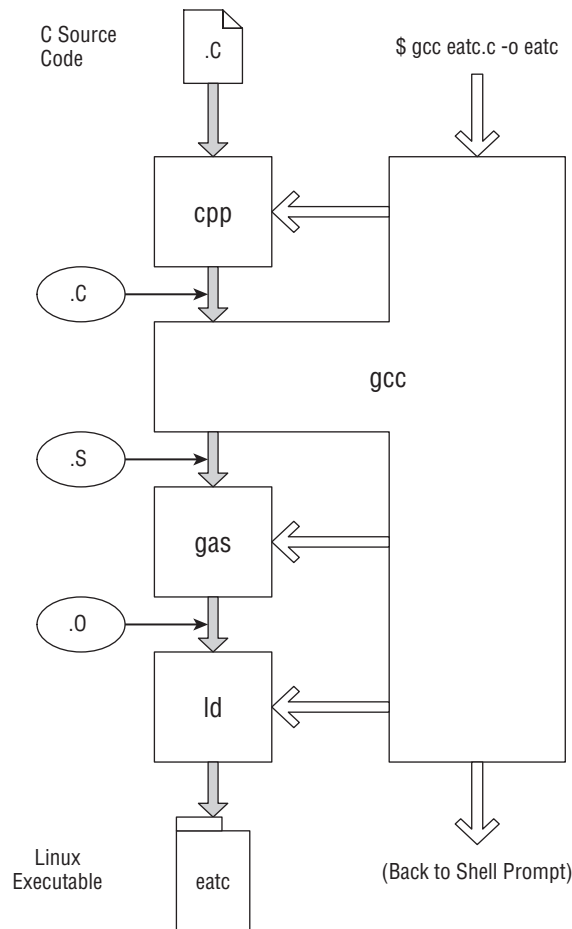 C Source
Code
.C
$ gcc eatc.c -o eatc
cpp
.C
gcc
.S
gas
.O
ld
Linux
Executable
eatc
(Back to Shell Prompt)